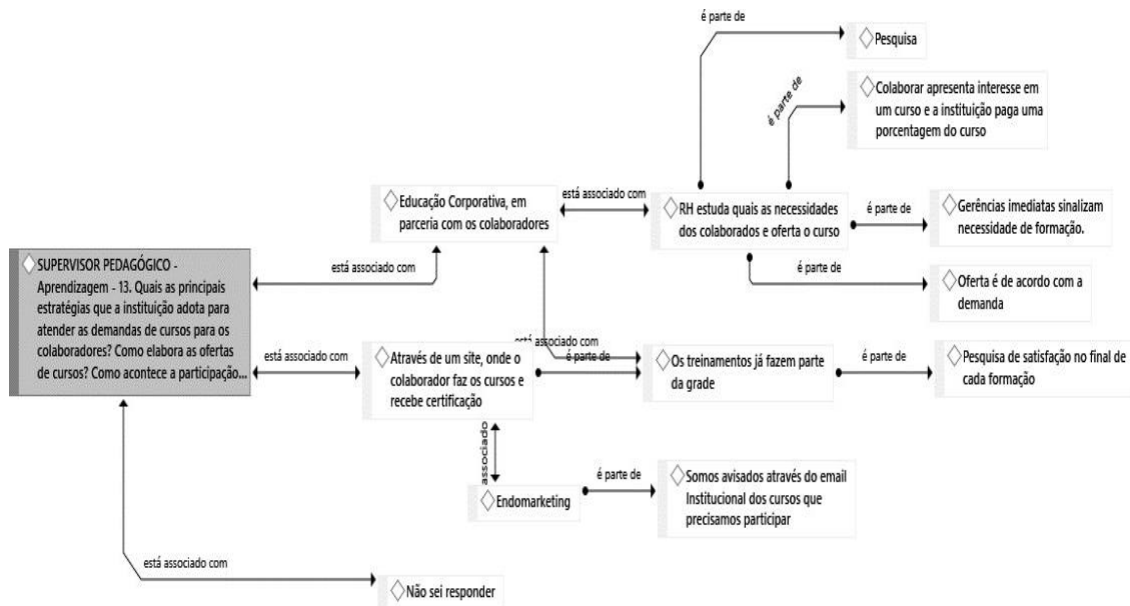 é parte de
Pesquisa
é parte de
Colaborar apresenta interesse em
um curso e a instituição paga uma
porcentagem do curso
Educação Corporativa, em
parceria com os colaboradores
está associado com
RH estuda quais as necessidades
dos colaborados e oferta o curso
é parte de
Gerências imediatas sinalizam
necessidade de formação.
é parte de
Oferta é de acordo com a
demanda
SUPERVISOR PEDAGÓGICO -
Aprendizagem - 13. Quais as principais
estratégias que a instituição adota para
atender as demandas de cursos para os
colaboradores? Como elabora as ofertas
de cursos? Como acontece a participação...
está associado com
está associado com
Através de um site, onde o
colaborador faz os cursos e
recebe certificação
está associado com
é parte de
Os treinamentos já fazem parte
da grade
é parte de
Pesquisa de satisfação no final de
cada formação
associado
Endomarketing
é parte de
Somos avisados através do email
Institucional dos cursos que
precisamos participar
está associado com
Não sei responder